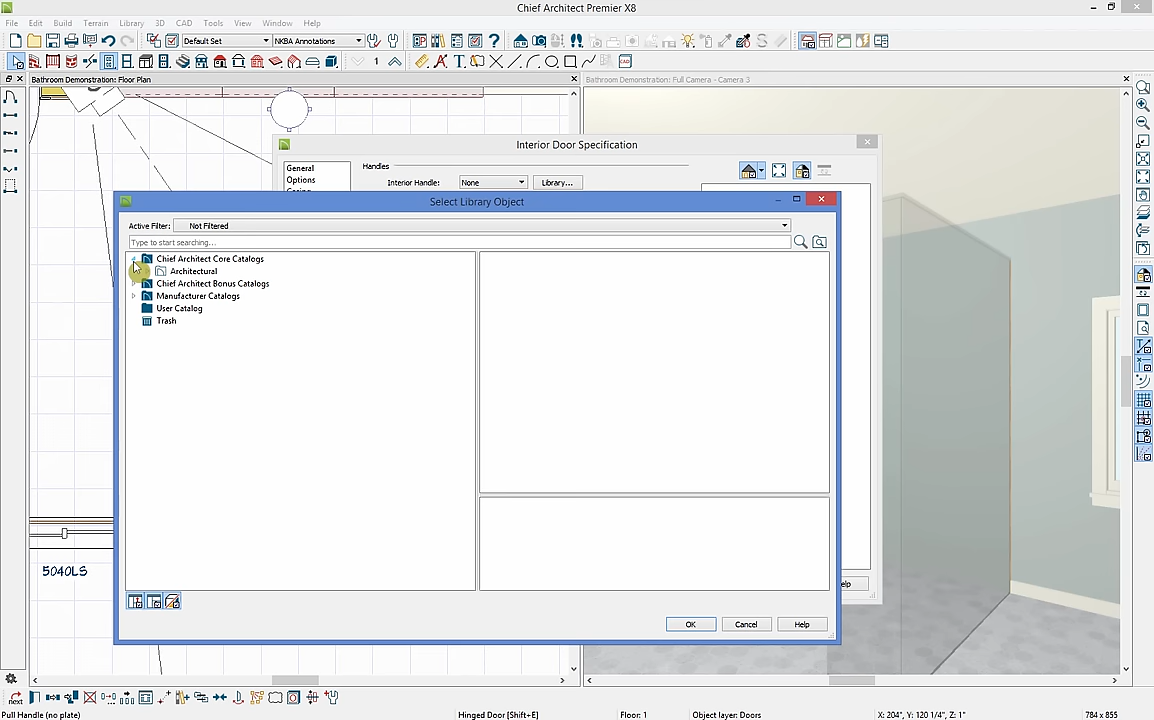 Chief Architect Premier X8
File Edit Build Terrain Library 3D CAD Tools View Window Help
Default Set NKBA Annotations
1
Bathroom Demonstration: Floor Plan
Bathroom Demonstration: Full Camera - Camera 3
Interior Door Specification
General
Options
Handles
Interior Handle: None Library...
Select Library Object
Active Filter: Not Filtered
Type to start searching...
Chief Architect Core Catalogs
Architectural
Chief Architect Bonus Catalogs
Manufacturer Catalogs
User Catalog
Trash
5040LS
OK Cancel Help
next
Pull Handle (no plate) Hinged Door [Shift+E] Floor: 1 Object layer: Doors X: 204", Y: 120 1/4", Z: 1" 784 x 855